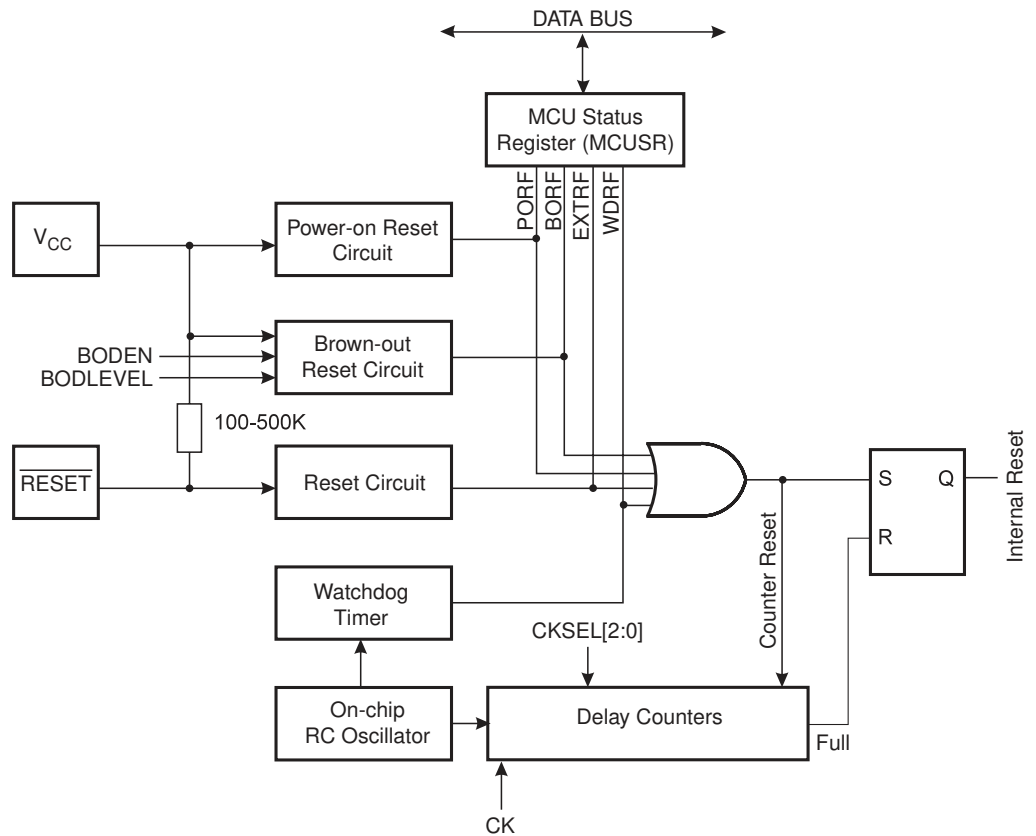 DATA BUS
MCU Status
Register (MCUSR)
PORF
BORF
EXTRF
WDRF
VCC
Power-on Reset
Circuit
BODEN
BODLEVEL
Brown-out
Reset Circuit
100-500K
RESET
Reset Circuit
S
Q
R
Internal Reset
Watchdog
Timer
CKSEL[2:0]
Counter Reset
On-chip
RC Oscillator
Delay Counters
Full
CK